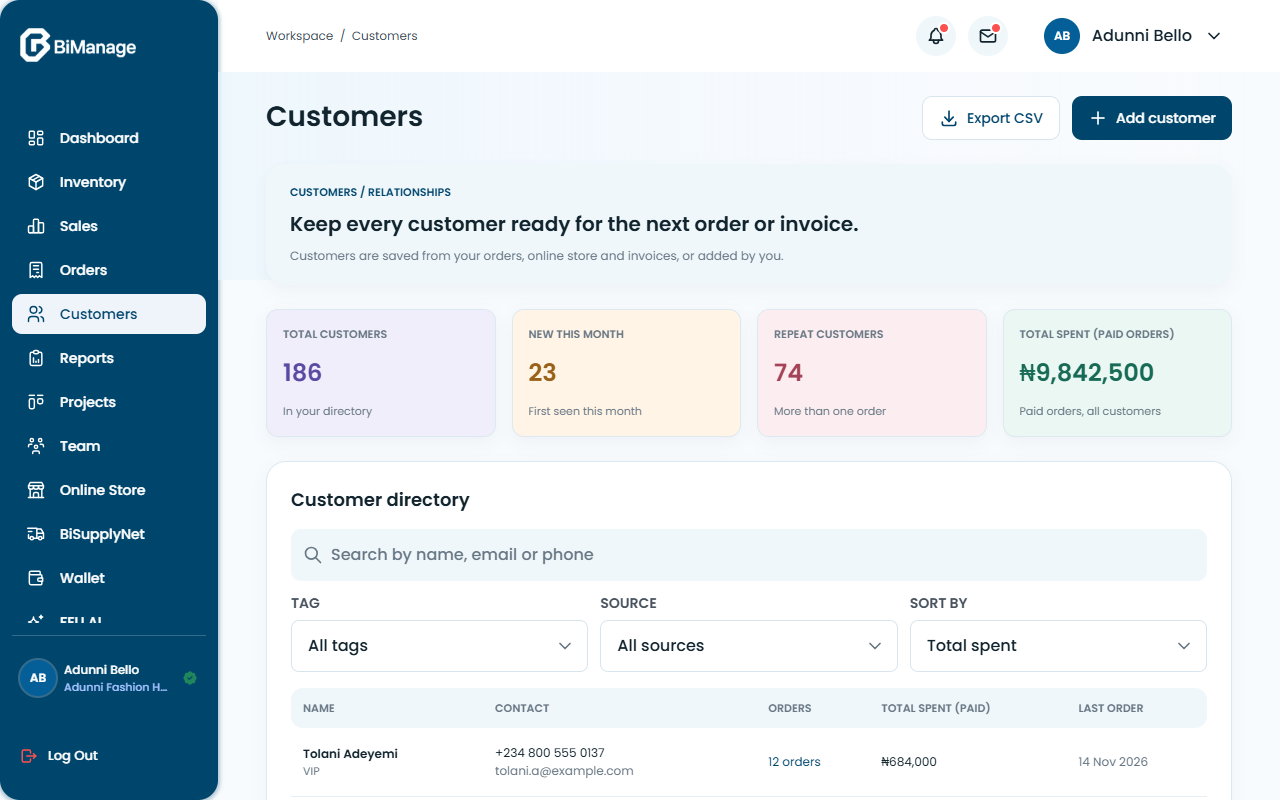 BiManage
Workspace / Customers
AB
Adunni Bello
Dashboard
Inventory
Sales
Orders
Customers
Reports
Projects
Team
Online Store
BiSupplyNet
Wallet
AB
Adunni Bello
Adunni Fashion H...
Log Out
Customers
Export CSV
Add customer
CUSTOMERS / RELATIONSHIPS
Keep every customer ready for the next order or invoice.
Customers are saved from your orders, online store and invoices, or added by you.
TOTAL CUSTOMERS
186
In your directory
NEW THIS MONTH
23
First seen this month
REPEAT CUSTOMERS
74
More than one order
TOTAL SPENT (PAID ORDERS)
₦9,842,500
Paid orders, all customers
Customer directory
Search by name, email or phone
TAG
All tags
SOURCE
All sources
SORT BY
Total spent
NAME CONTACT ORDERS TOTAL SPENT (PAID) LAST ORDER
Tolani Adeyemi
VIP
+234 800 555 0137
tolani.a@example.com
12 orders
₦684,000
14 Nov 2026